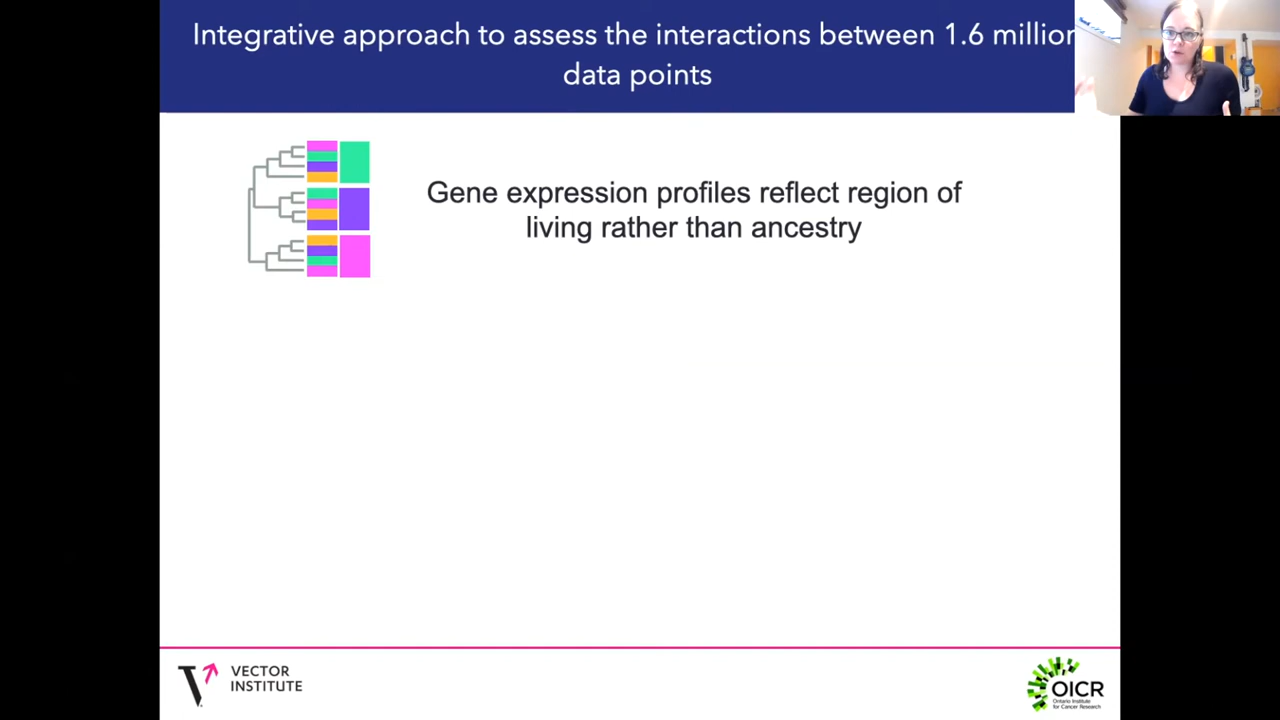 Integrative approach to assess the interactions between 1.6 million
data points
Gene expression profiles reflect region of
living rather than ancestry
VECTOR
INSTITUTE
OICR
Ontario Institute
for Cancer Research